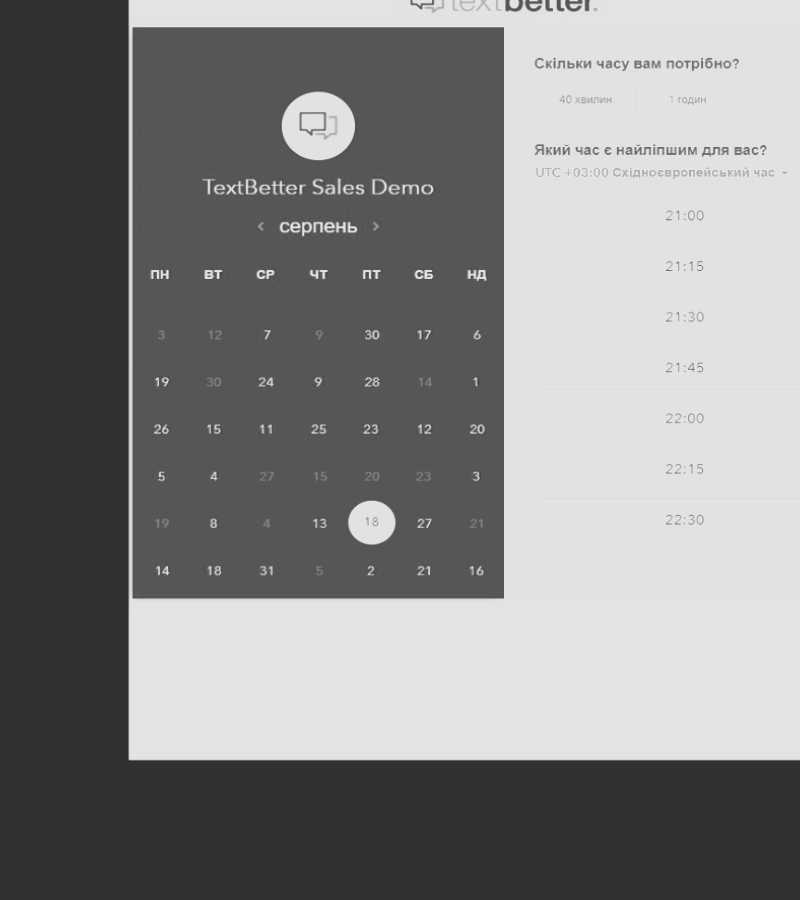 textbetter.
TextBetter Sales Demo
‹ серпень ›
ПН ВТ СР ЧТ ПТ СБ НД
3 12 7 9 30 17 6
19 30 24 9 28 14 1
26 15 11 25 23 12 20
5 4 27 15 20 23 3
19 8 4 13 18 27 21
14 18 31 5 2 21 16
Скільки часу вам потрібно?
40 хвилин 1 годин
Який час є найліпшим для вас?
UTC +03:00 Східноєвропейський час
21:00
21:15
21:30
21:45
22:00
22:15
22:30